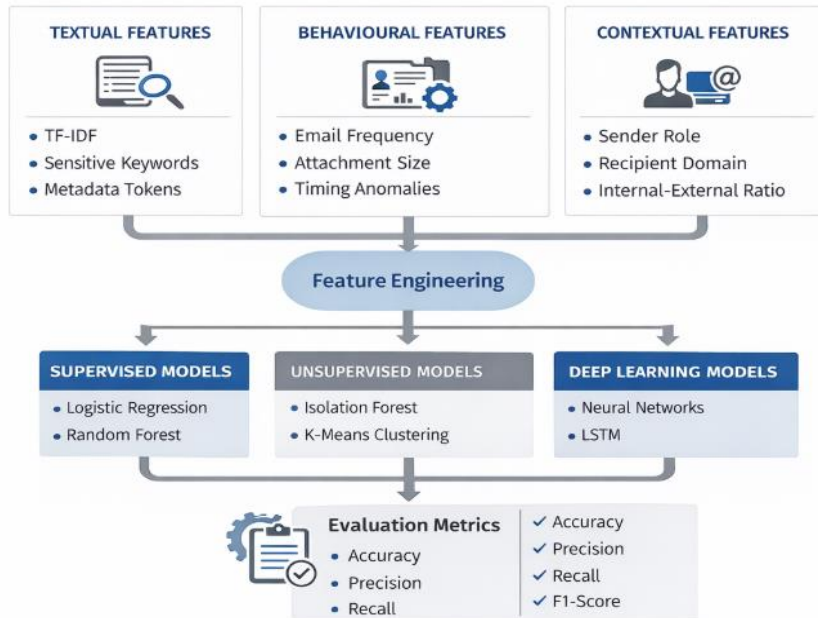 TEXTUAL FEATURES
• TF-IDF
• Sensitive Keywords
• Metadata Tokens
BEHAVIOURAL FEATURES
• Email Frequency
• Attachment Size
• Timing Anomalies
CONTEXTUAL FEATURES
@
• Sender Role
• Recipient Domain
• Internal-External Ratio
Feature Engineering
SUPERVISED MODELS
• Logistic Regression
• Random Forest
UNSUPERVISED MODELS
• Isolation Forest
• K-Means Clustering
DEEP LEARNING MODELS
• Neural Networks
• LSTM
Evaluation Metrics
• Accuracy
• Precision
• Recall
✓ Accuracy
✓ Precision
✓ Recall
✓ F1-Score